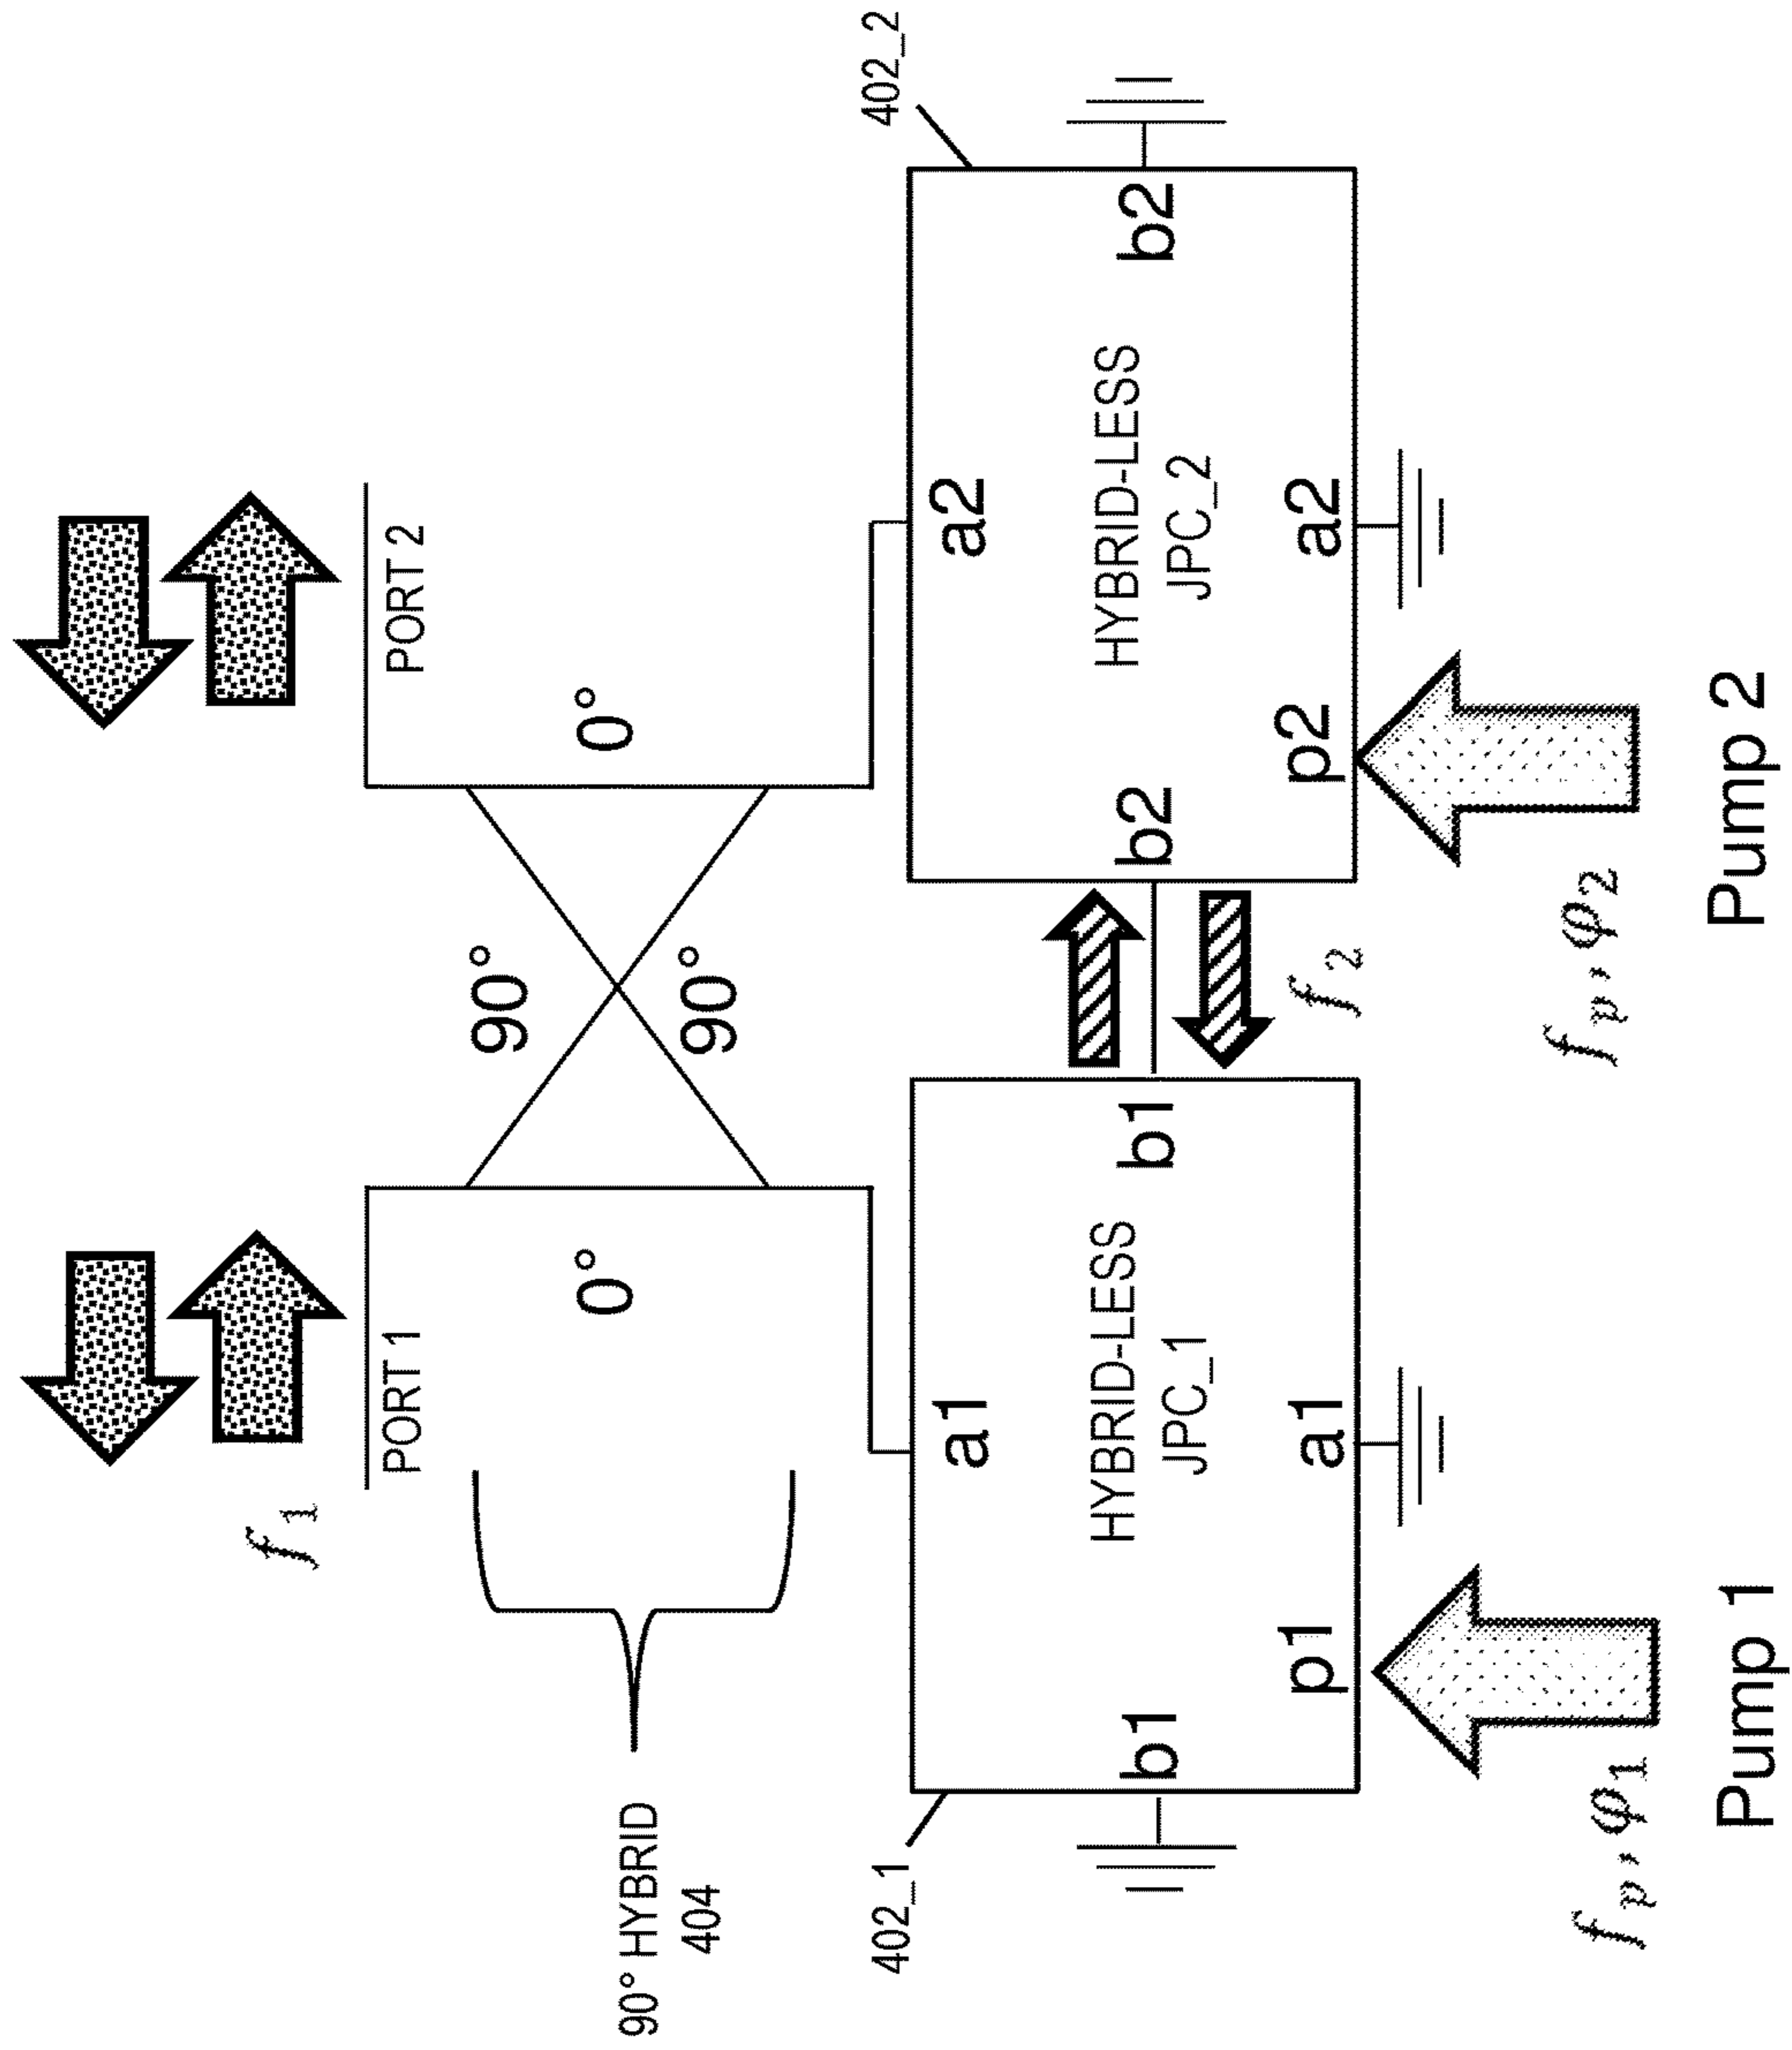 f₁
PORT 1
PORT 2
90° HYBRID
404
0°
90°
90°
0°
402_1
402_2
a1
b1
HYBRID-LESS
JPC_1
b1
p1
a1
f₂
a2
b2
HYBRID-LESS
JPC_2
b2
p2
a2
fₚ, φ₁
Pump 1
fₚ, φ₂
Pump 2